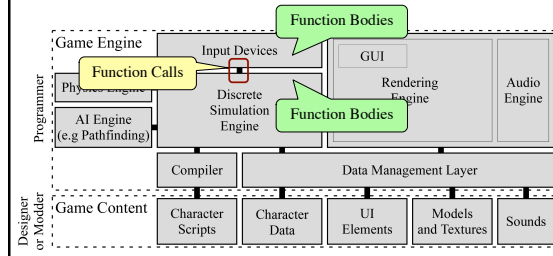 Function Bodies
Game Engine
Input Devices
GUI
Function Calls
Physics Engine
Discrete
Simulation
Engine
Rendering
Engine
Audio
Engine
Function Bodies
AI Engine
(e.g Pathfinding)
Programmer
Compiler
Data Management Layer
Designer
or Modder
Game Content
Character
Scripts
Character
Data
UI
Elements
Models
and Textures
Sounds